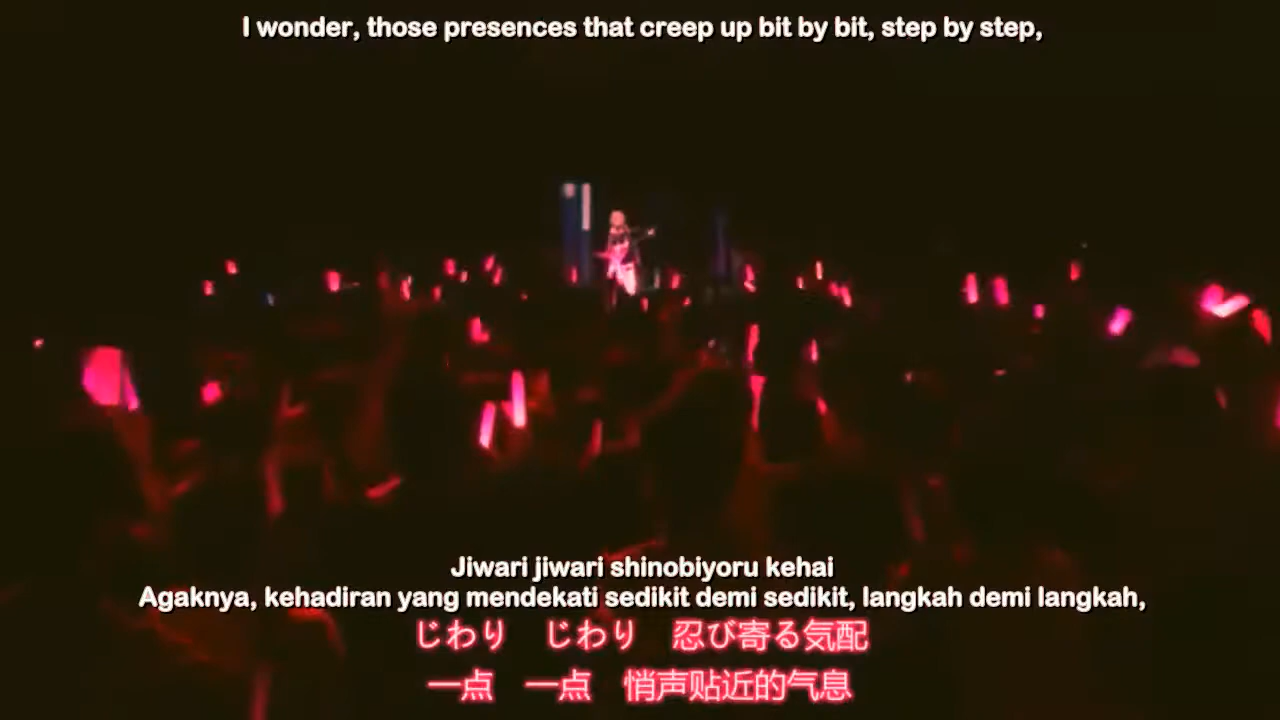 I wonder, those presences that creep up bit by bit, step by step,
Jiwari jiwari shinobiyoru kehai
Agaknya, kehadiran yang mendekati sedikit demi sedikit, langkah demi langkah,
じわり じわり 忍び寄る気配
一点 一点 悄声贴近的气息